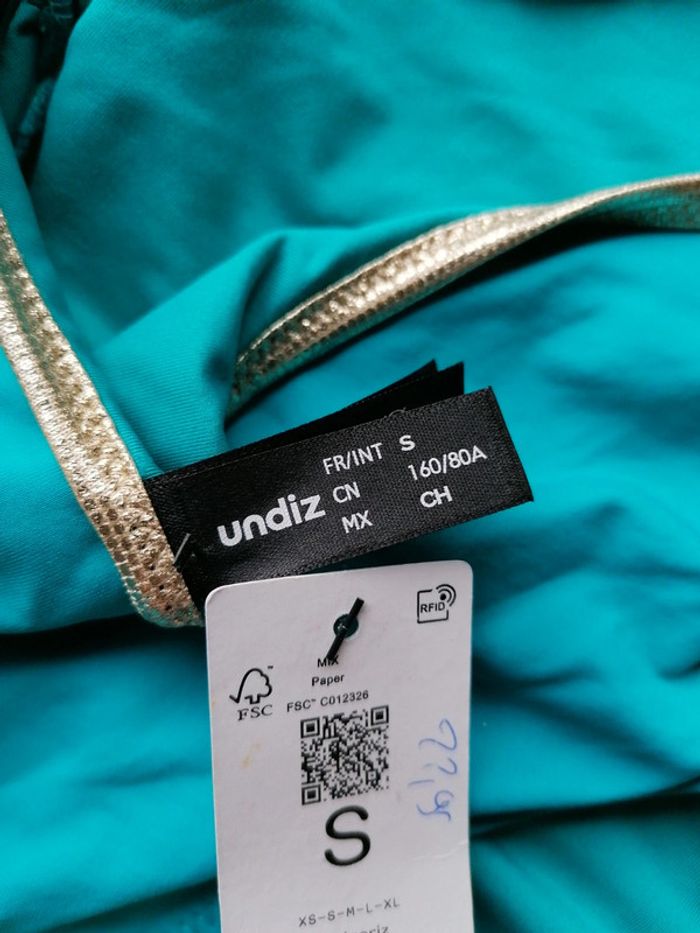 undiz
FR/INT S
CN 160/80A
MX CH
RFID
MIX
Paper
FSC™ C012326
FSC
S
XS-S-M-L-XL